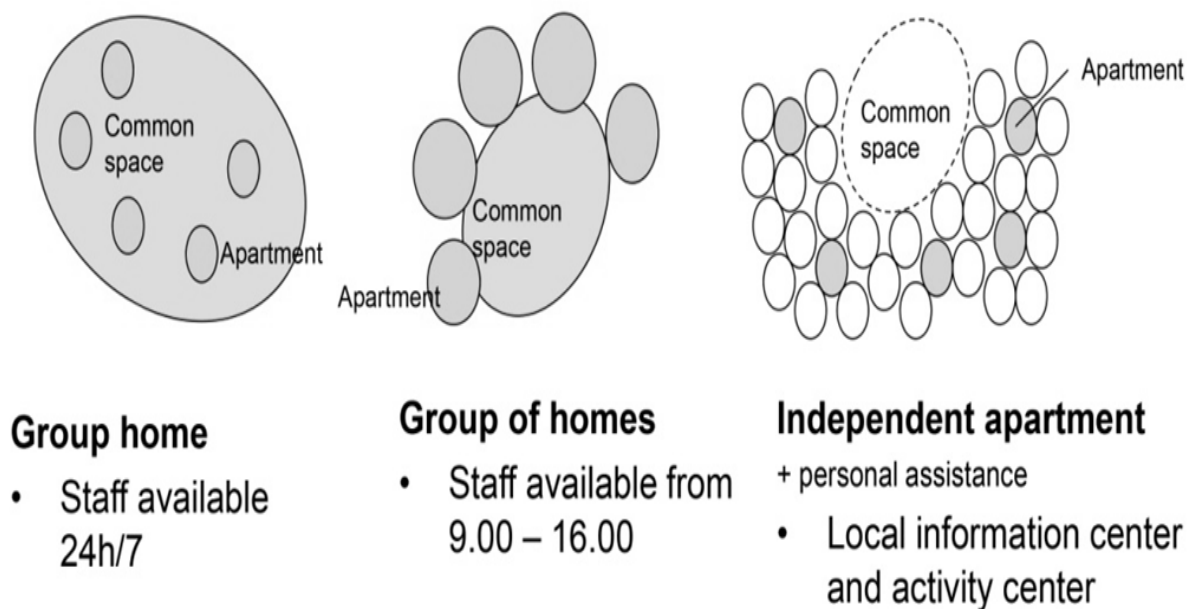 Common
space
Apartment
Common
space
Apartment
Common
space
Apartment
Group home
• Staff available
24h/7
Group of homes
• Staff available from
9.00 – 16.00
Independent apartment
+ personal assistance
• Local information center
and activity center